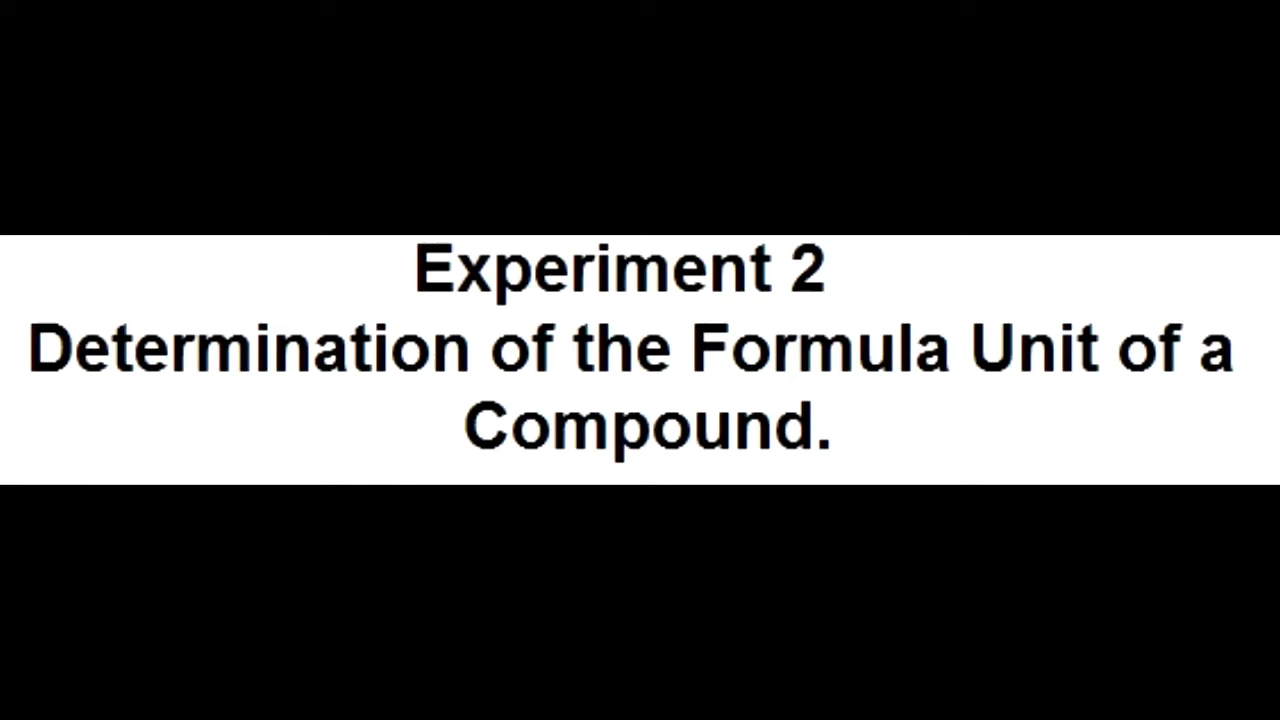 Experiment 2
Determination of the Formula Unit of a
Compound.